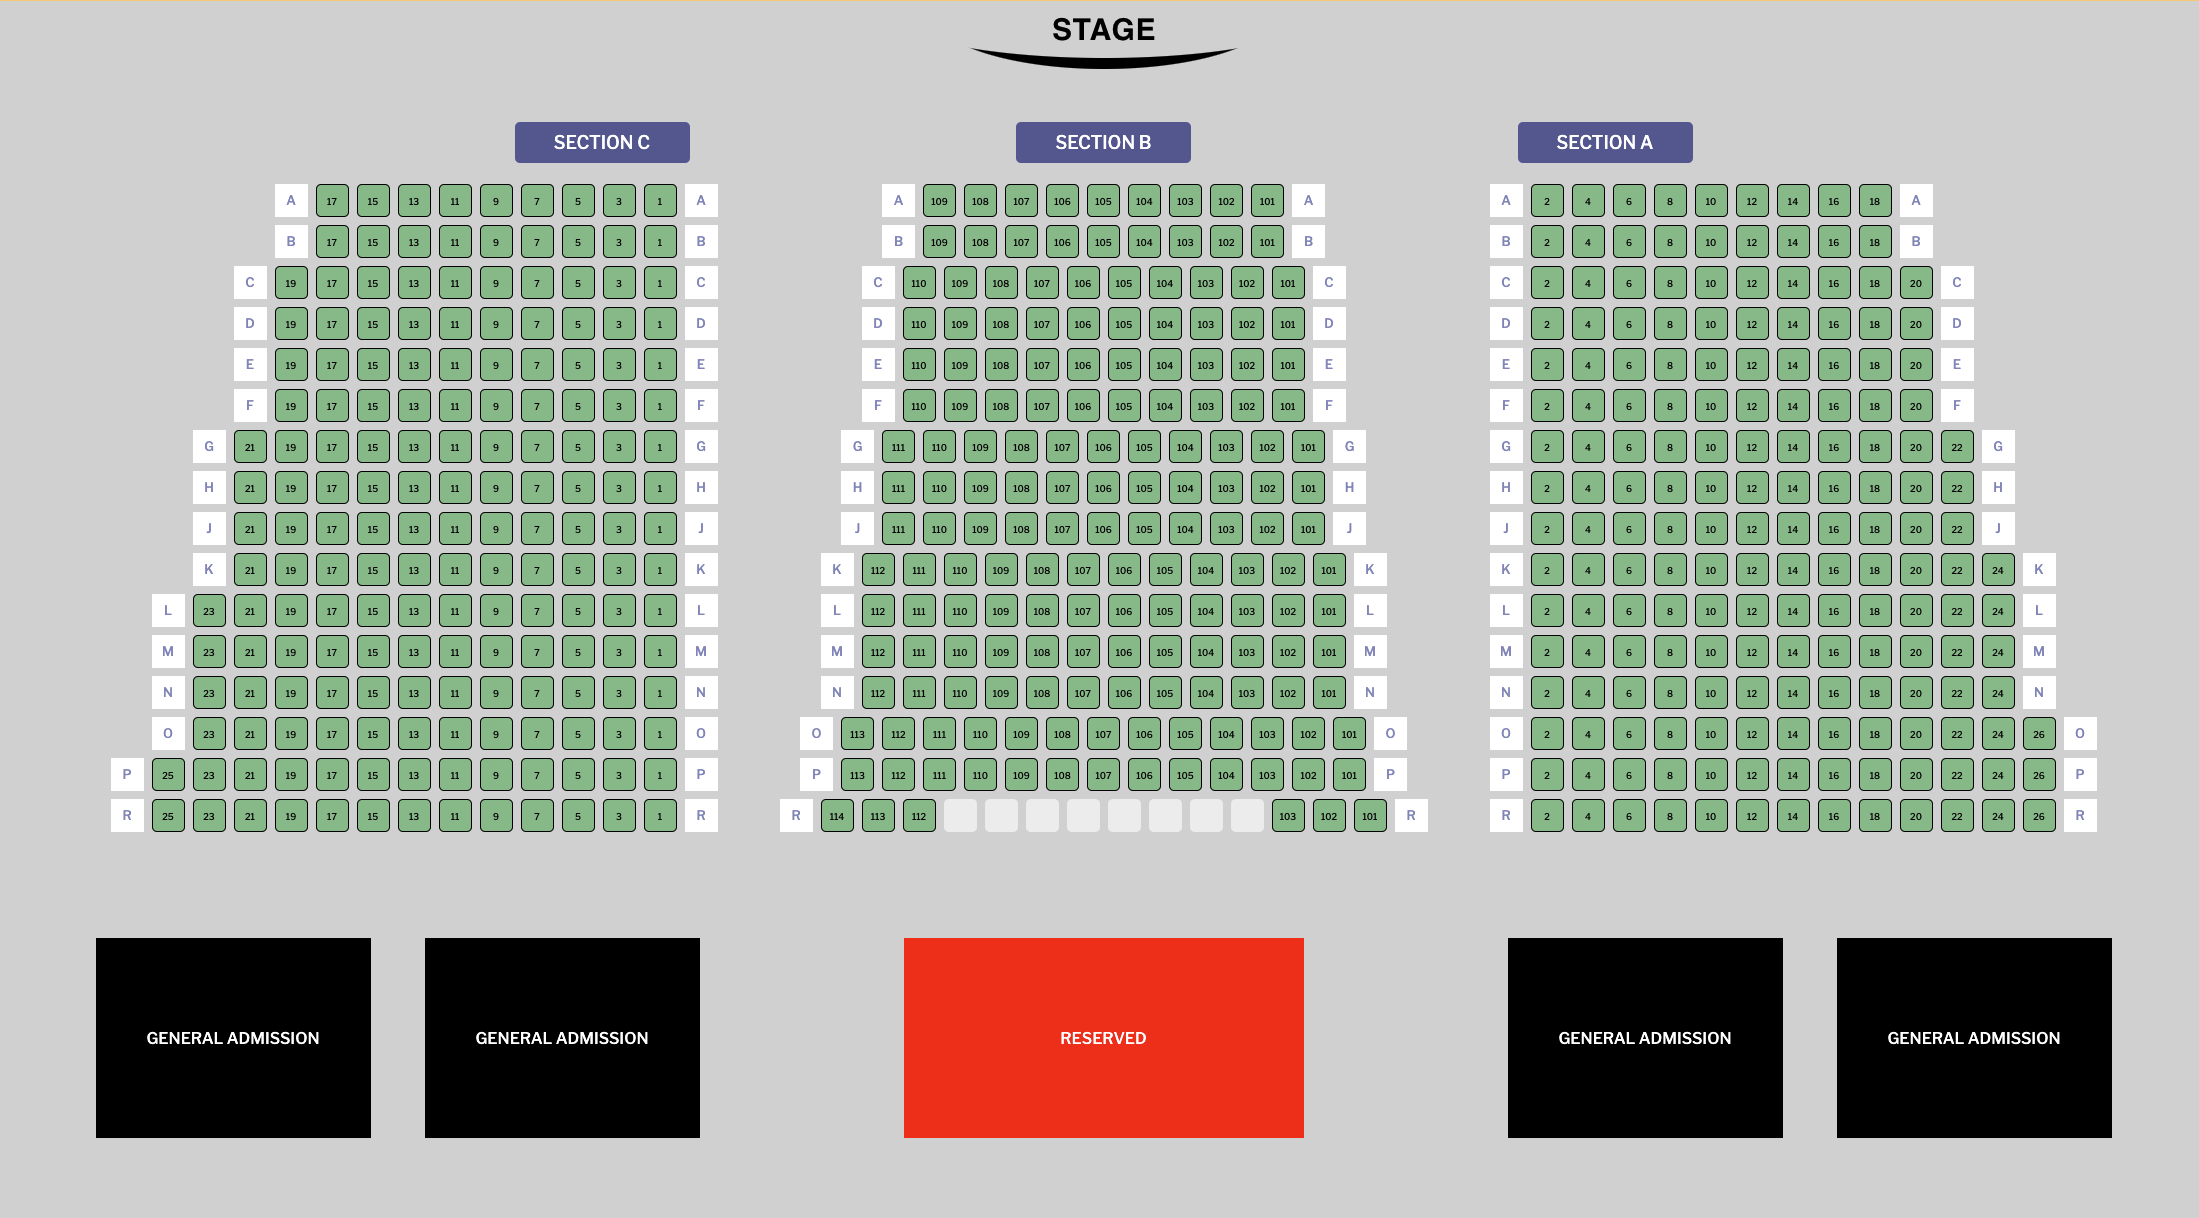 STAGE
SECTION C SECTION B SECTION A
A 17 15 13 11 9 7 5 3 1 A A 109 108 107 106 105 104 103 102 101 A A 2 4 6 8 10 12 14 16 18 A
B 17 15 13 11 9 7 5 3 1 B B 109 108 107 106 105 104 103 102 101 B B 2 4 6 8 10 12 14 16 18 B
C 19 17 15 13 11 9 7 5 3 1 C C 110 109 108 107 106 105 104 103 102 101 C C 2 4 6 8 10 12 14 16 18 20 C
D 19 17 15 13 11 9 7 5 3 1 D D 110 109 108 107 106 105 104 103 102 101 D D 2 4 6 8 10 12 14 16 18 20 D
E 19 17 15 13 11 9 7 5 3 1 E E 110 109 108 107 106 105 104 103 102 101 E E 2 4 6 8 10 12 14 16 18 20 E
F 19 17 15 13 11 9 7 5 3 1 F F 110 109 108 107 106 105 104 103 102 101 F F 2 4 6 8 10 12 14 16 18 20 F
G 21 19 17 15 13 11 9 7 5 3 1 G G 111 110 109 108 107 106 105 104 103 102 101 G G 2 4 6 8 10 12 14 16 18 20 22 G
H 21 19 17 15 13 11 9 7 5 3 1 H H 111 110 109 108 107 106 105 104 103 102 101 H H 2 4 6 8 10 12 14 16 18 20 22 H
J 21 19 17 15 13 11 9 7 5 3 1 J J 111 110 109 108 107 106 105 104 103 102 101 J J 2 4 6 8 10 12 14 16 18 20 22 J
K 21 19 17 15 13 11 9 7 5 3 1 K K 112 111 110 109 108 107 106 105 104 103 102 101 K K 2 4 6 8 10 12 14 16 18 20 22 24 K
L 23 21 19 17 15 13 11 9 7 5 3 1 L L 112 111 110 109 108 107 106 105 104 103 102 101 L L 2 4 6 8 10 12 14 16 18 20 22 24 L
M 23 21 19 17 15 13 11 9 7 5 3 1 M M 112 111 110 109 108 107 106 105 104 103 102 101 M M 2 4 6 8 10 12 14 16 18 20 22 24 M
N 23 21 19 17 15 13 11 9 7 5 3 1 N N 112 111 110 109 108 107 106 105 104 103 102 101 N N 2 4 6 8 10 12 14 16 18 20 22 24 N
O 23 21 19 17 15 13 11 9 7 5 3 1 O O 113 112 111 110 109 108 107 106 105 104 103 102 101 O O 2 4 6 8 10 12 14 16 18 20 22 24 26 O
P 25 23 21 19 17 15 13 11 9 7 5 3 1 P P 113 112 111 110 109 108 107 106 105 104 103 102 101 P P 2 4 6 8 10 12 14 16 18 20 22 24 26 P
R 25 23 21 19 17 15 13 11 9 7 5 3 1 R R 114 113 112 103 102 101 R R 2 4 6 8 10 12 14 16 18 20 22 24 26 R
GENERAL ADMISSION GENERAL ADMISSION RESERVED GENERAL ADMISSION GENERAL ADMISSION